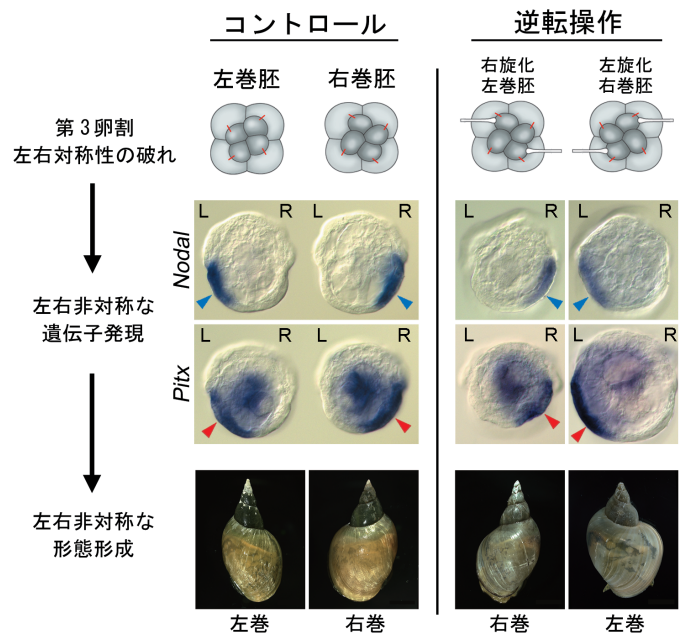 コントロール
逆転操作
左巻胚
右巻胚
右旋化
左巻胚
左旋化
右巻胚
第3卵割
左右対称性の破れ
L
R
L
R
L
R
L
R
Nodal
左右非対称な
遺伝子発現
L
R
L
R
L
R
L
R
Pitx
左右非対称な
形態形成
左巻
右巻
右巻
左巻